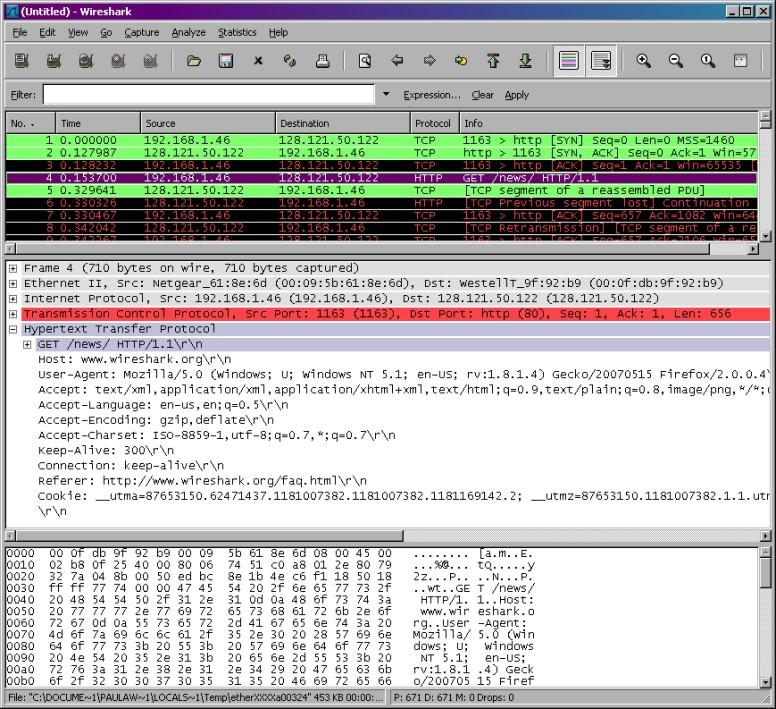 (Untitled) - Wireshark
File Edit View Go Capture Analyze Statistics Help
Filter: Expression... Clear Apply
No. - Time Source Destination Protocol Info
1 0.000000 192.168.1.46 128.121.50.122 TCP 1163 > http [SYN] Seq=0 Len=0 MSS=1460
2 0.127987 128.121.50.122 192.168.1.46 TCP http > 1163 [SYN, ACK] Seq=0 Ack=1 Win=57
3 0.128232 192.168.1.46 128.121.50.122 TCP 1163 > http [ACK] Seq=1 Ack=1 Win=65535 [
4 0.153700 192.168.1.46 128.121.50.122 HTTP GET /news/ HTTP/1.1
5 0.329641 128.121.50.122 192.168.1.46 TCP [TCP segment of a reassembled PDU]
6 0.330326 128.121.50.122 192.168.1.46 HTTP [TCP Previous segment lost] Continuation
7 0.330467 192.168.1.46 128.121.50.122 TCP 1163 > http [ACK] Seq=657 Ack=1082 Win=64
8 0.342042 128.121.50.122 192.168.1.46 TCP [TCP Retransmission] [TCP segment of a re
Frame 4 (710 bytes on wire, 710 bytes captured)
Ethernet II, Src: Netgear_61:8e:6d (00:09:5b:61:8e:6d), Dst: WestellT_9f:92:b9 (00:0f:db:9f:92:b9)
Internet Protocol, Src: 192.168.1.46 (192.168.1.46), Dst: 128.121.50.122 (128.121.50.122)
Transmission Control Protocol, Src Port: 1163 (1163), Dst Port: http (80), Seq: 1, Ack: 1, Len: 656
Hypertext Transfer Protocol
GET /news/ HTTP/1.1\r\n
Host: www.wireshark.org\r\n
User-Agent: Mozilla/5.0 (Windows; U; Windows NT 5.1; en-US; rv:1.8.1.4) Gecko/20070515 Firefox/2.0.0.4\
Accept: text/xml,application/xml,application/xhtml+xml,text/html;q=0.9,text/plain;q=0.8,image/png,*/*;
Accept-Language: en-us,en;q=0.5\r\n
Accept-Encoding: gzip,deflate\r\n
Accept-Charset: ISO-8859-1,utf-8;q=0.7,*;q=0.7\r\n
Keep-Alive: 300\r\n
Connection: keep-alive\r\n
Referer: http://www.wireshark.org/faq.html\r\n
Cookie: __utma=87653150.62471437.1181007382.1181007382.1181169142.2; __utmz=87653150.1181007382.1.1.utm
\r\n
0000 00 0f db 9f 92 b9 00 09 5b 61 8e 6d 08 00 45 00 ........ [a.m..E.
0010 02 b8 0f 25 40 00 80 06 74 51 c0 a8 01 2e 80 79 ...%@... tQ.....y
0020 32 7a 04 8b 00 50 ed bc 8e 1b 4e c6 f1 18 50 18 2z...P.. ..N...P.
0030 ff ff 77 74 00 00 47 45 54 20 2f 6e 65 77 73 2f ..wt..GE T /news/
0040 20 48 54 54 50 2f 31 2e 31 0d 0a 48 6f 73 74 3a HTTP/1. 1..Host:
0050 20 77 77 77 2e 77 69 72 65 73 68 61 72 6b 2e 6f www.wir eshark.o
0060 72 67 0d 0a 55 73 65 72 2d 41 67 65 6e 74 3a 20 rg..User -Agent:
0070 4d 6f 7a 69 6c 6c 61 2f 35 2e 30 20 28 57 69 6e Mozilla/ 5.0 (Win
0080 64 6f 77 73 3b 20 55 3b 20 57 69 6e 64 6f 77 73 dows; U; Windows
0090 20 4e 54 20 35 2e 31 3b 20 65 6e 2d 55 53 3b 20 NT 5.1; en-US;
00a0 72 76 3a 31 2e 38 2e 31 2e 34 29 20 47 65 63 6b rv:1.8.1 .4) Geck
00b0 6f 2f 32 30 30 37 30 35 31 35 20 46 69 72 65 66 o/200705 15 Firef
File: "C:\DOCUME~1\PAULAW~1\LOCALS~1\Temp\etherXXXXa00324" 453 KB 00:00:... P: 671 D: 671 M: 0 Drops: 0